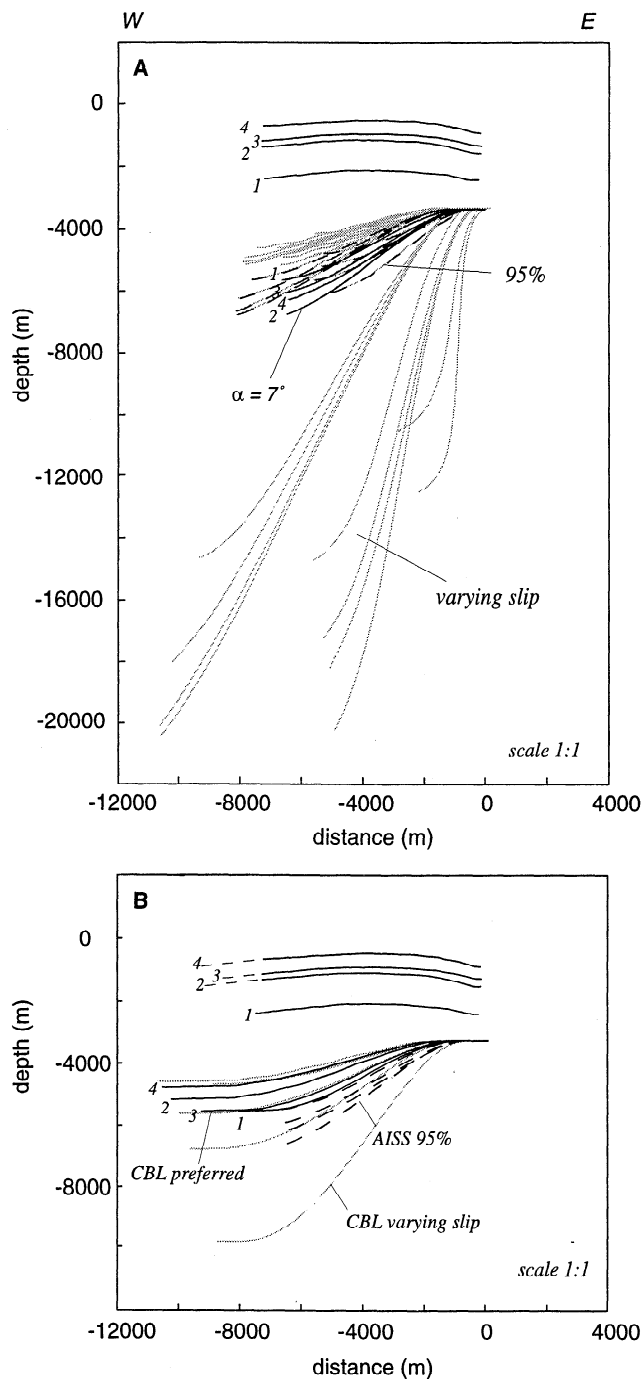 W E
A
0
4
3
2
1
-4000
1
3
4
2
95%
α = 7°
-8000
depth (m)
-12000
varying slip
-16000
-20000
scale 1:1
-12000 -8000 -4000 0 4000
distance (m)
B
0
4
3
2
1
-4000
4
2
3
1
AISS 95%
CBL preferred
depth (m)
-8000
CBL varying slip
scale 1:1
-12000 -8000 -4000 0 4000
distance (m)